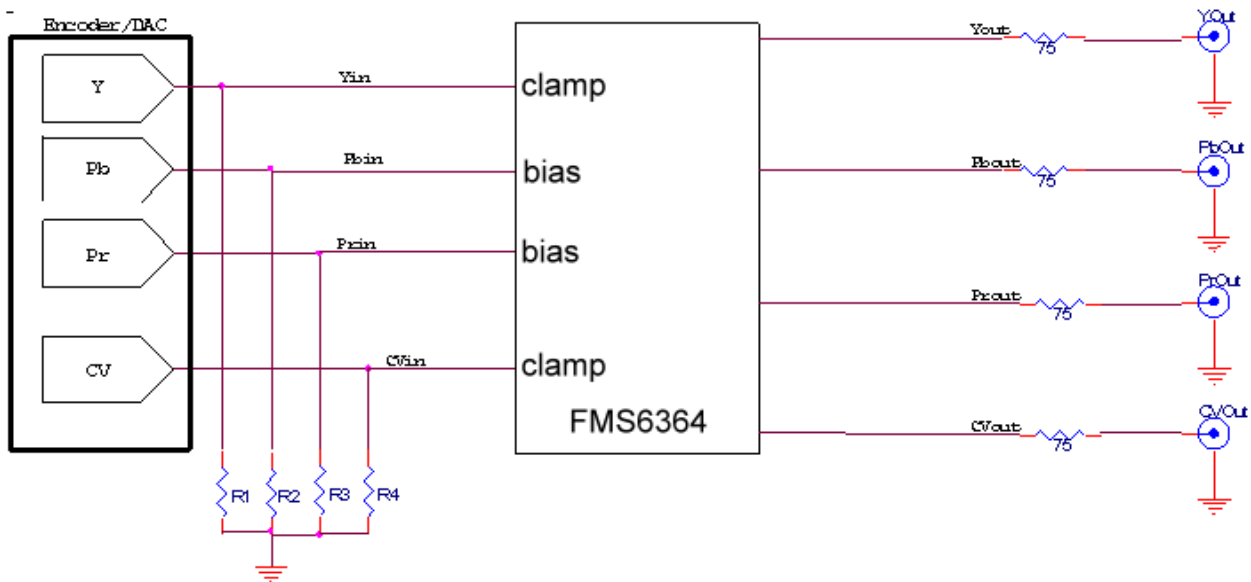 Encoder/DAC
Y
Pb
Pr
CV
Yin
Pbin
Prin
CVin
clamp
bias
bias
clamp
FMS6364
R1
R2
R3
R4
Yout
75
YOut
Pbout
75
PbOut
Prout
75
PrOut
CVout
75
CVOut